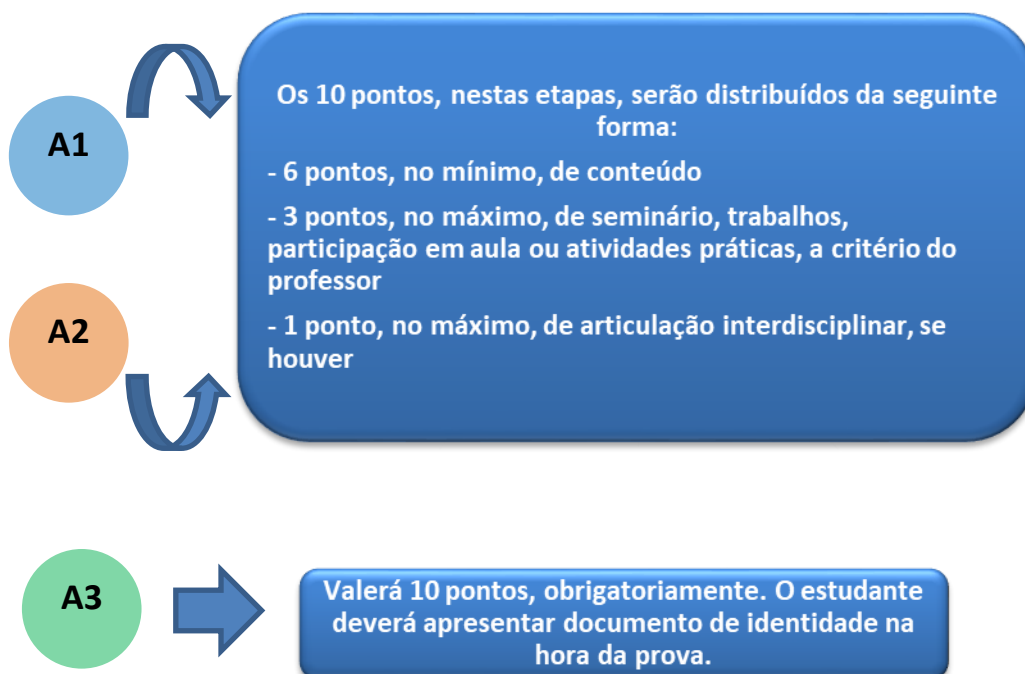 A1
Os 10 pontos, nestas etapas, serão distribuídos da seguinte
forma:
- 6 pontos, no mínimo, de conteúdo
- 3 pontos, no máximo, de seminário, trabalhos,
participação em aula ou atividades práticas, a critério do
professor
- 1 ponto, no máximo, de articulação interdisciplinar, se
houver
A2
A3
Valerá 10 pontos, obrigatoriamente. O estudante
deverá apresentar documento de identidade na
hora da prova.